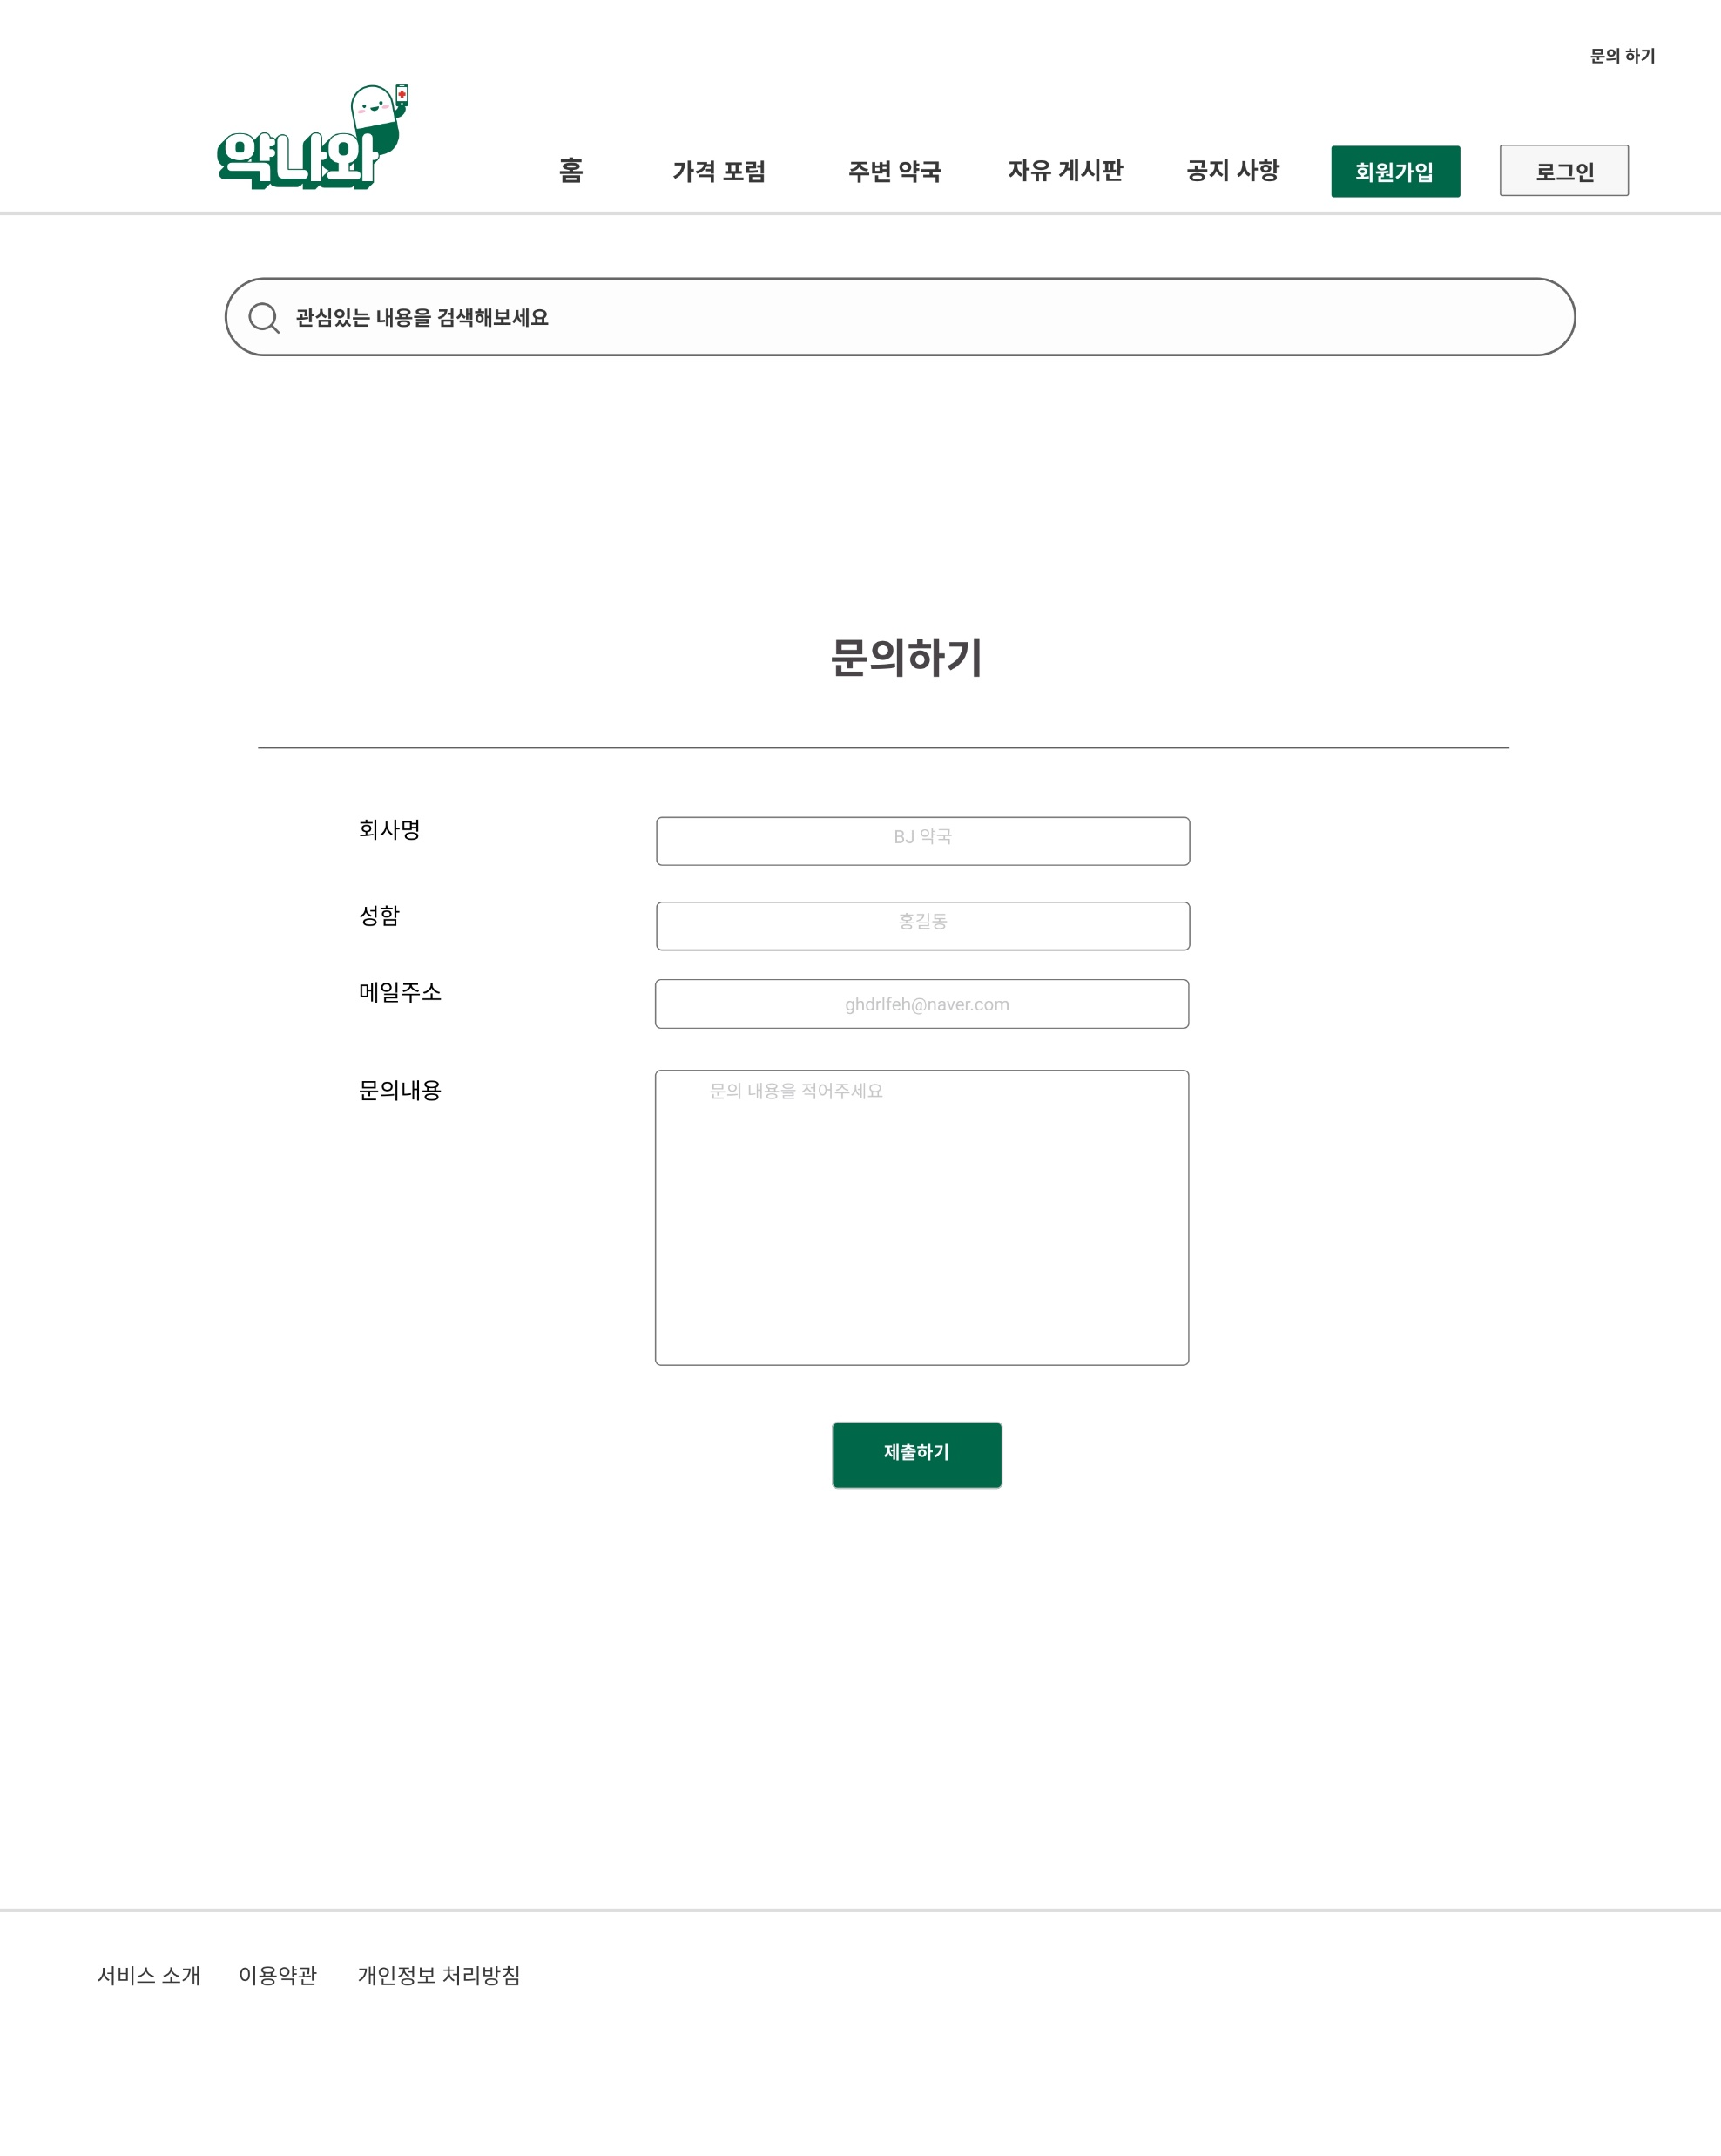 문의 하기
약나와
홈 가격 포럼 주변 약국 자유 게시판 공지 사항 회원가입 로그인
관심있는 내용을 검색해보세요
문의하기
회사명 BJ 약국
성함 홍길동
메일주소 ghdrlfeh@naver.com
문의내용 문의 내용을 적어주세요
제출하기
서비스 소개 이용약관 개인정보 처리방침